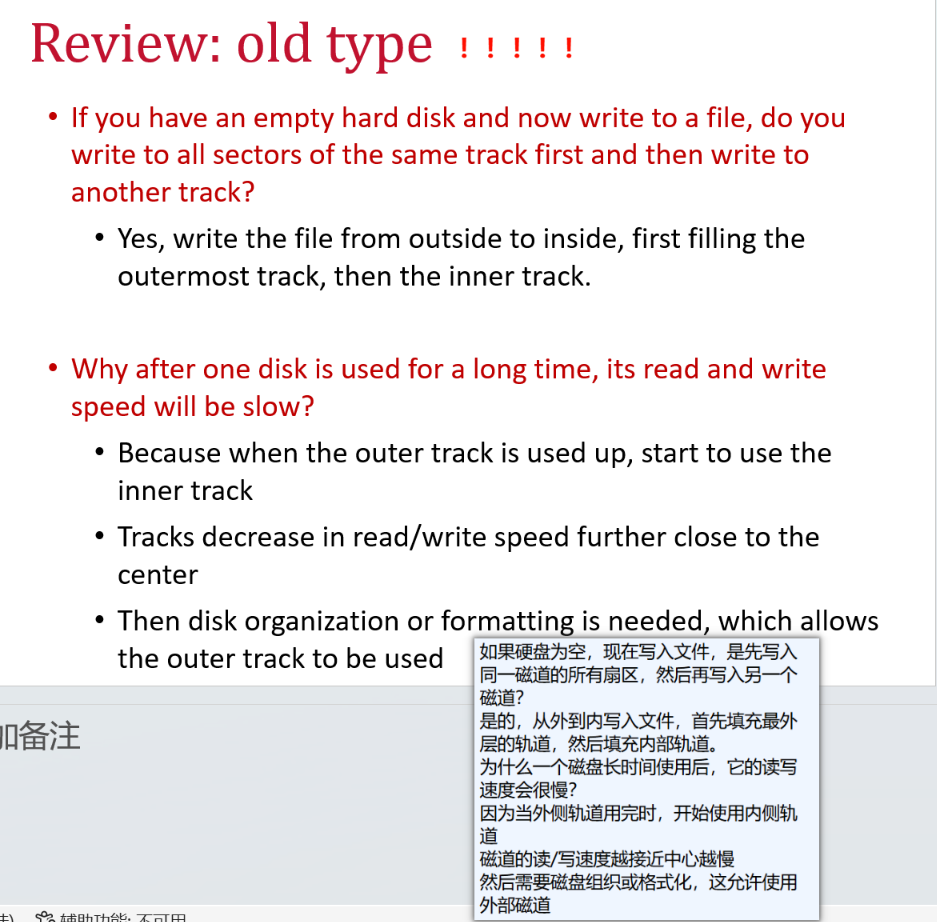 Review: old type ！！！！！
• If you have an empty hard disk and now write to a file, do you
write to all sectors of the same track first and then write to
another track?
• Yes, write the file from outside to inside, first filling the
outermost track, then the inner track.
• Why after one disk is used for a long time, its read and write
speed will be slow?
• Because when the outer track is used up, start to use the
inner track
• Tracks decrease in read/write speed further close to the
center
• Then disk organization or formatting is needed, which allows
the outer track to be used
如果硬盘为空，现在写入文件，是先写入
同一磁道的所有扇区，然后再写入另一个
磁道?
是的，从外到内写入文件，首先填充最外
层的轨道，然后填充内部轨道。
为什么一个磁盘长时间使用后，它的读写
速度会很慢?
因为当外侧轨道用完时，开始使用内侧轨
道
磁道的读/写速度越接近中心越慢
然后需要磁盘组织或格式化，这允许使用
外部磁道
加备注
辅助功能: 不可用